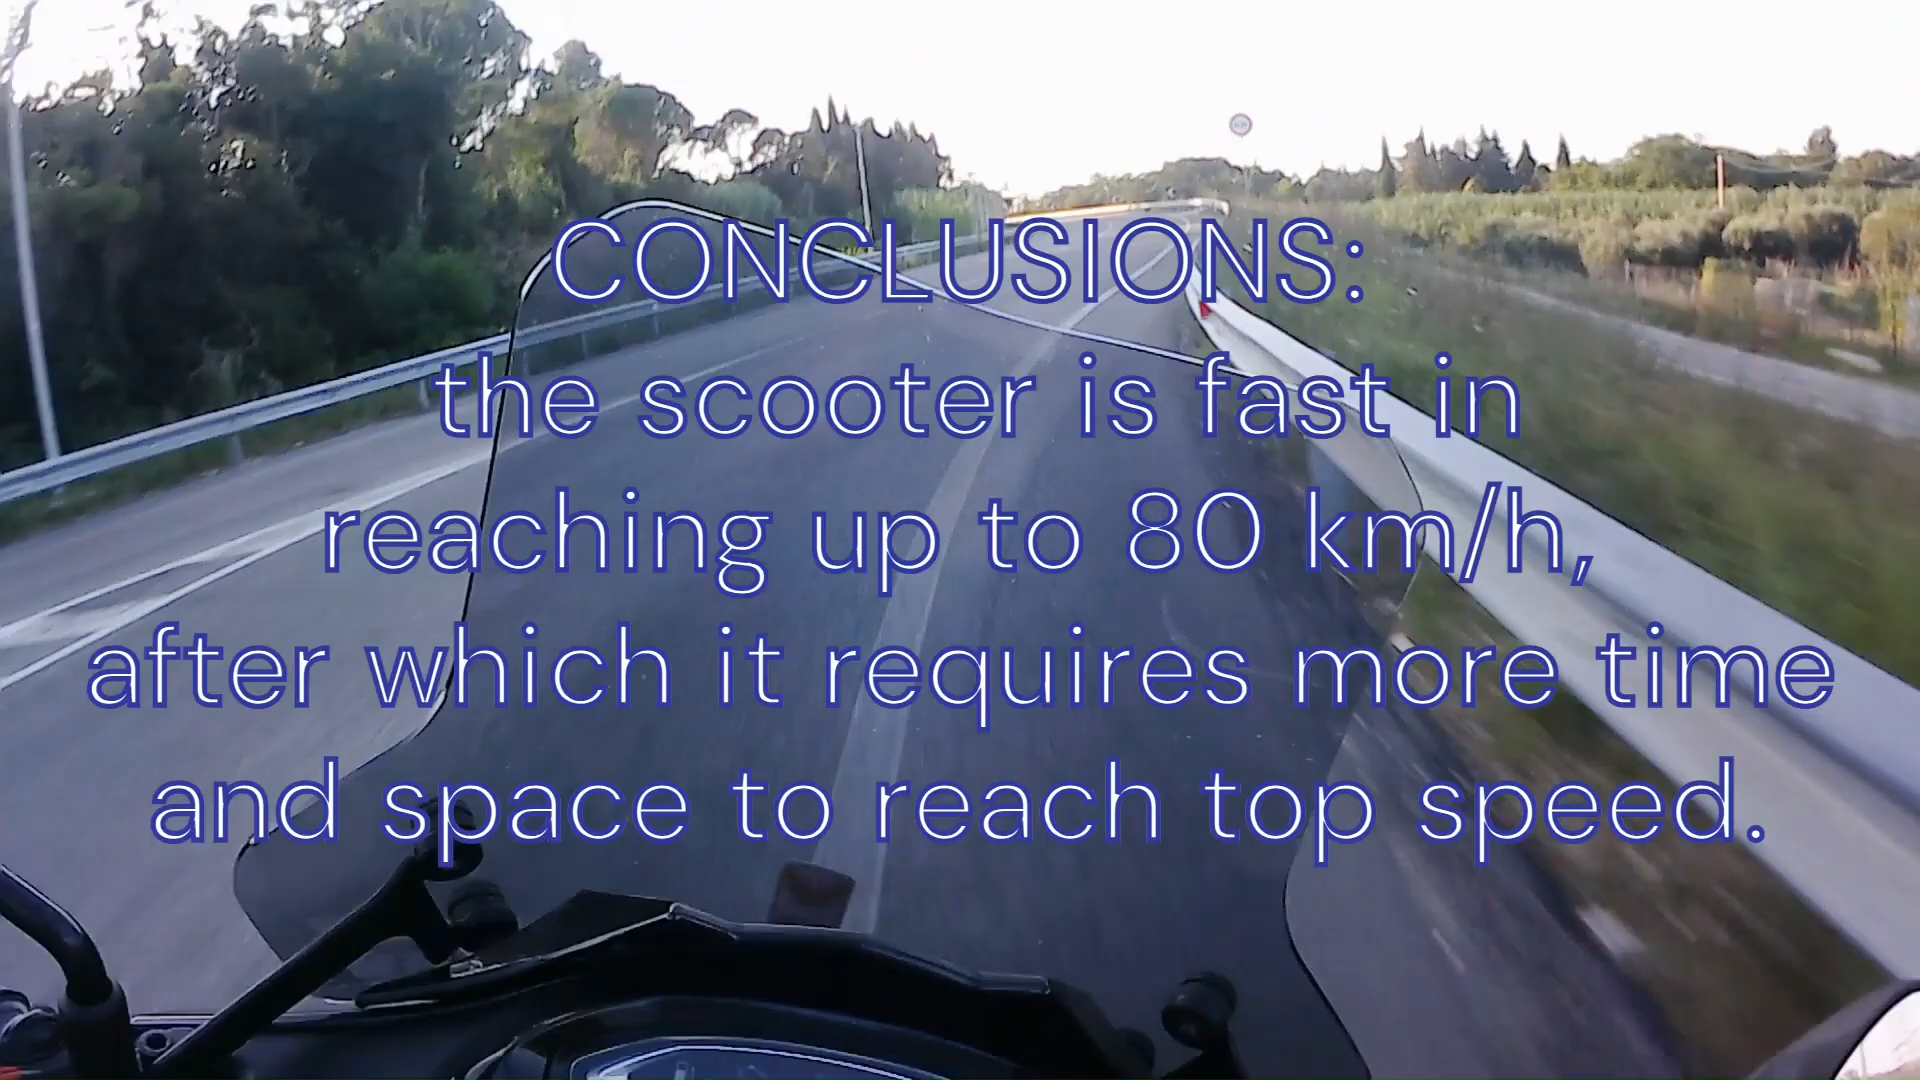 CONCLUSIONS:
the scooter is fast in
reaching up to 80 km/h,
after which it requires more time
and space to reach top speed.